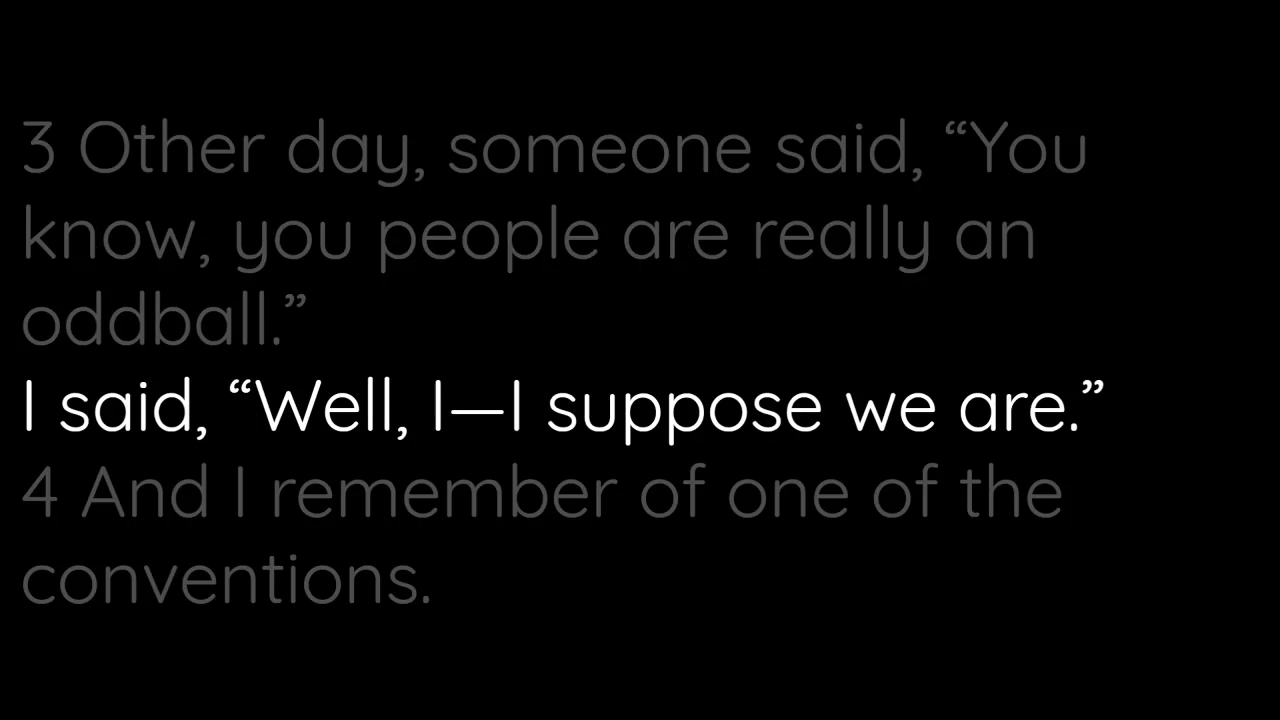 3 Other day, someone said, “You
know, you people are really an
oddball.”
I said, “Well, I—I suppose we are.”
4 And I remember of one of the
conventions.